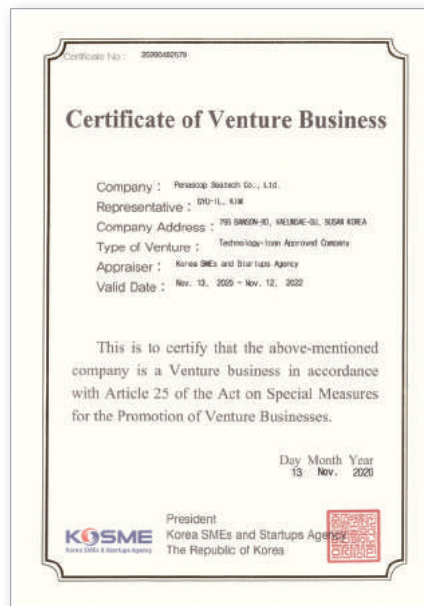 Certificate No : 20200402679
Certificate of Venture Business
Company : Penascop Seatech Co., Ltd.
Representative : GYU-IL, KIM
Company Address : 795 BANSON-RO, HAEUNDAE-GU, BUSAN KOREA
Type of Venture : Technology-loan Approved Company
Appraiser : Korea SMEs and Startups Agency
Valid Date : Nov. 13, 2020 ~ Nov. 12, 2022
This is to certify that the above-mentioned
company is a Venture business in accordance
with Article 25 of the Act on Special Measures
for the Promotion of Venture Businesses.
Day Month Year
13 Nov. 2020
President
KOSME Korea SMEs and Startups Agency
Korea SMEs & Startups Agency
The Republic of Korea